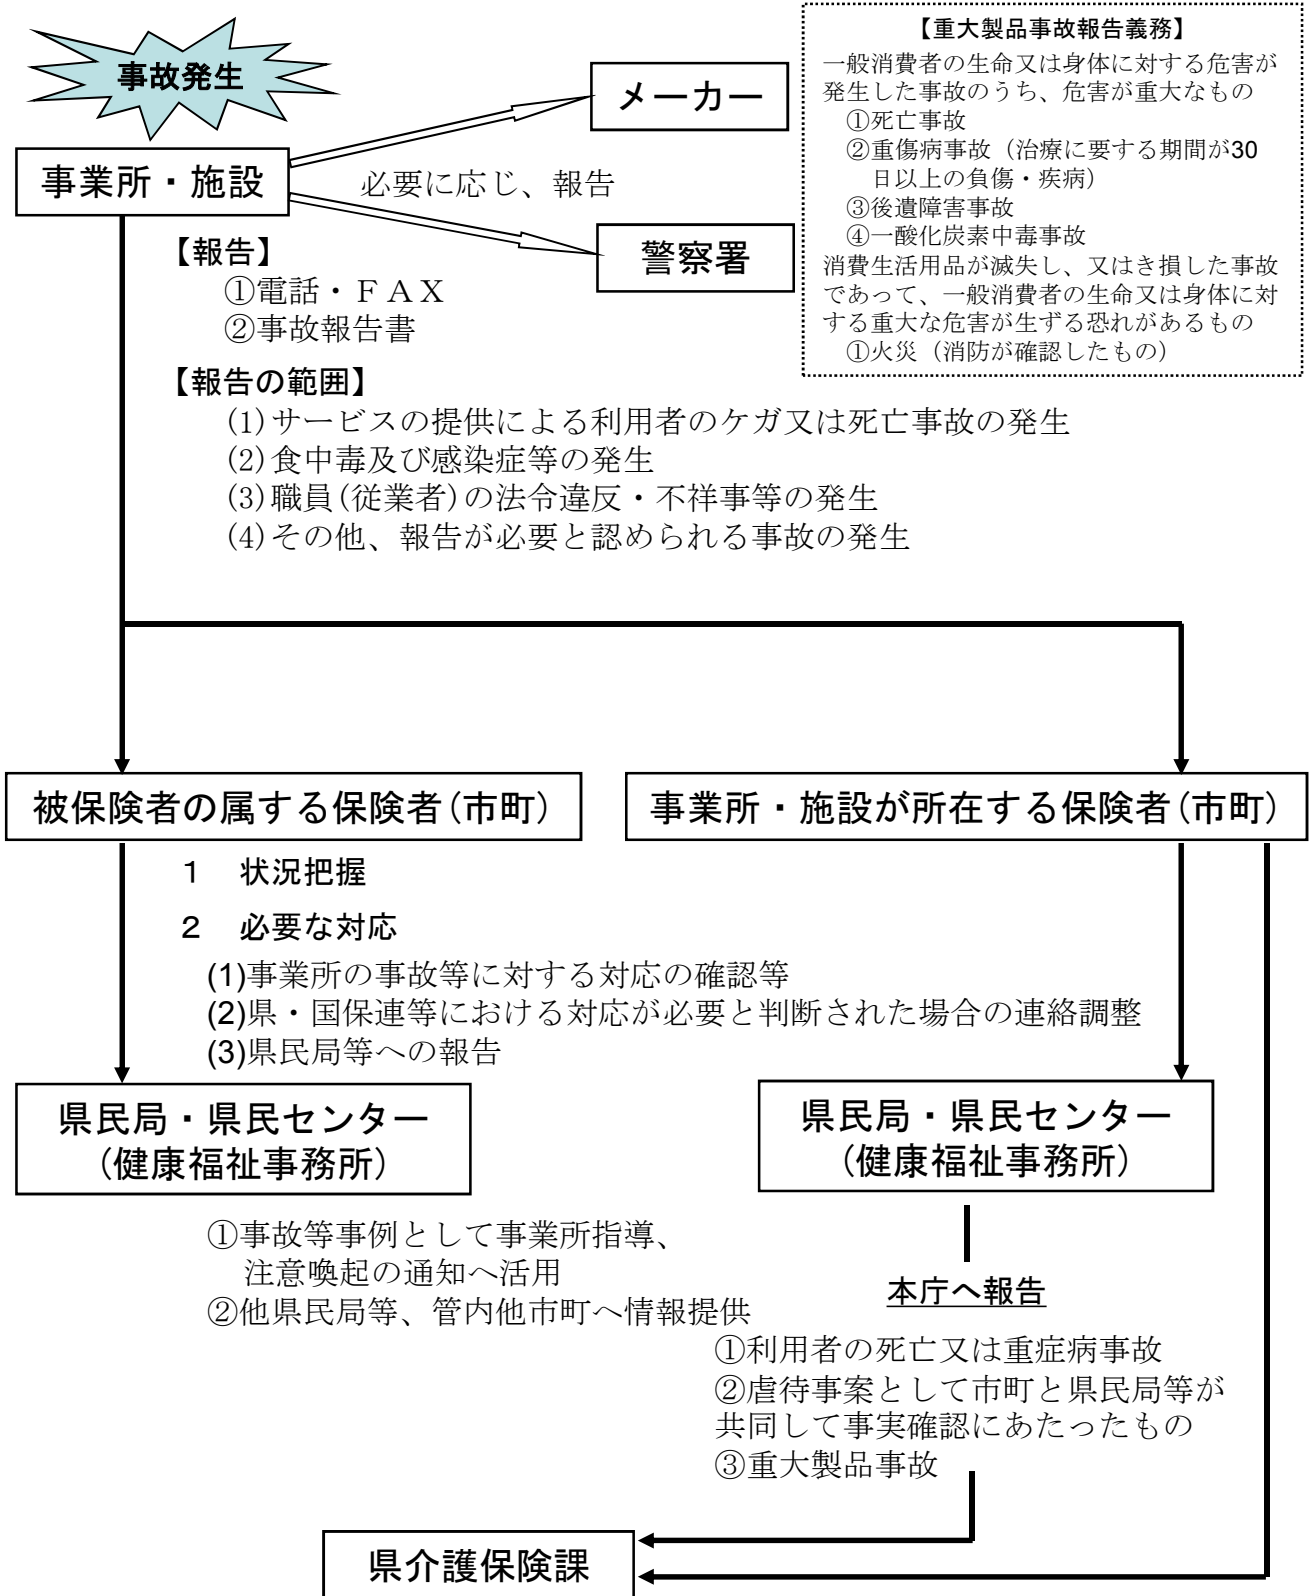 事故発生
メーカー
事業所・施設
必要に応じ、報告
警察署
【重大製品事故報告義務】
一般消費者の生命又は身体に対する危害が
発生した事故のうち、危害が重大なもの
①死亡事故
②重傷病事故（治療に要する期間が30
日以上の負傷・疾病）
③後遺障害事故
④一酸化炭素中毒事故
消費生活用品が滅失し、又はき損した事故
であって、一般消費者の生命又は身体に対
する重大な危害が生ずる恐れがあるもの
①火災（消防が確認したもの）
【報告】
①電話・ＦＡＸ
②事故報告書
【報告の範囲】
(1)サービスの提供による利用者のケガ又は死亡事故の発生
(2)食中毒及び感染症等の発生
(3)職員(従業者)の法令違反・不祥事等の発生
(4)その他、報告が必要と認められる事故の発生
被保険者の属する保険者(市町)
事業所・施設が所在する保険者(市町)
１　状況把握
２　必要な対応
(1)事業所の事故等に対する対応の確認等
(2)県・国保連等における対応が必要と判断された場合の連絡調整
(3)県民局等への報告
県民局・県民センター
(健康福祉事務所)
県民局・県民センター
(健康福祉事務所)
①事故等事例として事業所指導、
注意喚起の通知へ活用
②他県民局等、管内他市町へ情報提供
本庁へ報告
①利用者の死亡又は重症病事故
②虐待事案として市町と県民局等が
共同して事実確認にあたったもの
③重大製品事故
県介護保険課